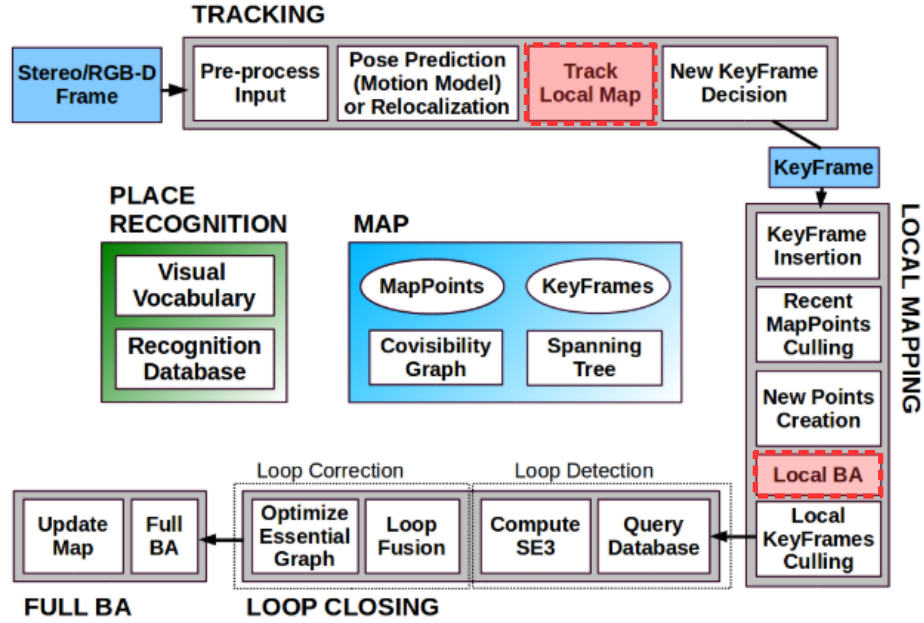 TRACKING
Stereo/RGB-D
Frame
Pre-process
Input
Pose Prediction
(Motion Model)
or Relocalization
Track
Local Map
New KeyFrame
Decision
KeyFrame
PLACE
RECOGNITION
Visual
Vocabulary
Recognition
Database
MAP
MapPoints
KeyFrames
Covisibility
Graph
Spanning
Tree
LOCAL MAPPING
KeyFrame
Insertion
Recent
MapPoints
Culling
New Points
Creation
Local BA
Local
KeyFrames
Culling
Loop Correction
Loop Detection
Update
Map
Full
BA
Optimize
Essential
Graph
Loop
Fusion
Compute
SE3
Query
Database
FULL BA
LOOP CLOSING